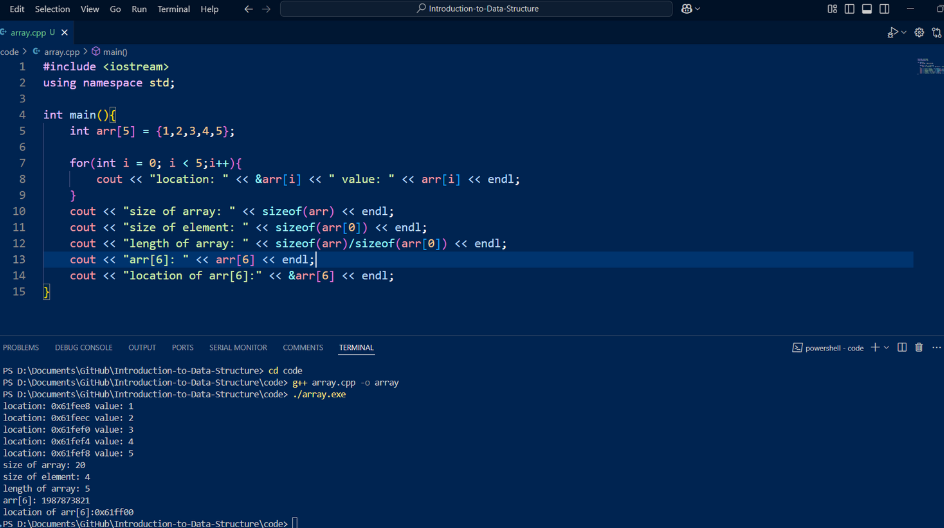 Edit Selection View Go Run Terminal Help Introduction-to-Data-Structure
array.cpp U
code > array.cpp > main()
1 #include <iostream>
2 using namespace std;
3
4 int main(){
5 int arr[5] = {1,2,3,4,5};
6
7 for(int i = 0; i < 5;i++){
8 cout << "location: " << &arr[i] << " value: " << arr[i] << endl;
9 }
10 cout << "size of array: " << sizeof(arr) << endl;
11 cout << "size of element: " << sizeof(arr[0]) << endl;
12 cout << "length of array: " << sizeof(arr)/sizeof(arr[0]) << endl;
13 cout << "arr[6]: " << arr[6] << endl;
14 cout << "location of arr[6]:" << &arr[6] << endl;
15 }
PROBLEMS DEBUG CONSOLE OUTPUT PORTS SERIAL MONITOR COMMENTS TERMINAL powershell - code
PS D:\Documents\GitHub\Introduction-to-Data-Structure> cd code
PS D:\Documents\GitHub\Introduction-to-Data-Structure\code> g++ array.cpp -o array
PS D:\Documents\GitHub\Introduction-to-Data-Structure\code> ./array.exe
location: 0x61fee8 value: 1
location: 0x61feec value: 2
location: 0x61fef0 value: 3
location: 0x61fef4 value: 4
location: 0x61fef8 value: 5
size of array: 20
size of element: 4
length of array: 5
arr[6]: 1987873821
location of arr[6]:0x61ff00
PS D:\Documents\GitHub\Introduction-to-Data-Structure\code>